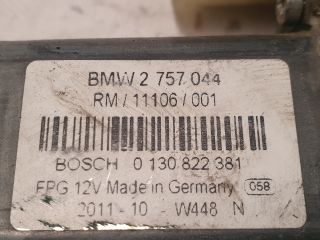 BMW 2 757 044
RM / 11106 / 001
BOSCH 0 130 822 381
FPG 12V Made in Germany 058
2011 - 10 - W448 N